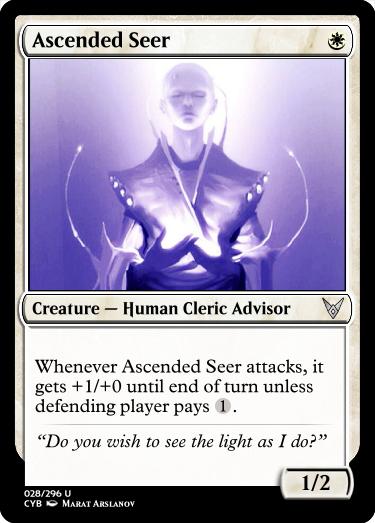 Ascended Seer
Creature — Human Cleric Advisor
Whenever Ascended Seer attacks, it
gets +1/+0 until end of turn unless
defending player pays 1.
“Do you wish to see the light as I do?”
1/2
028/296 U
CYB Marat Arslanov